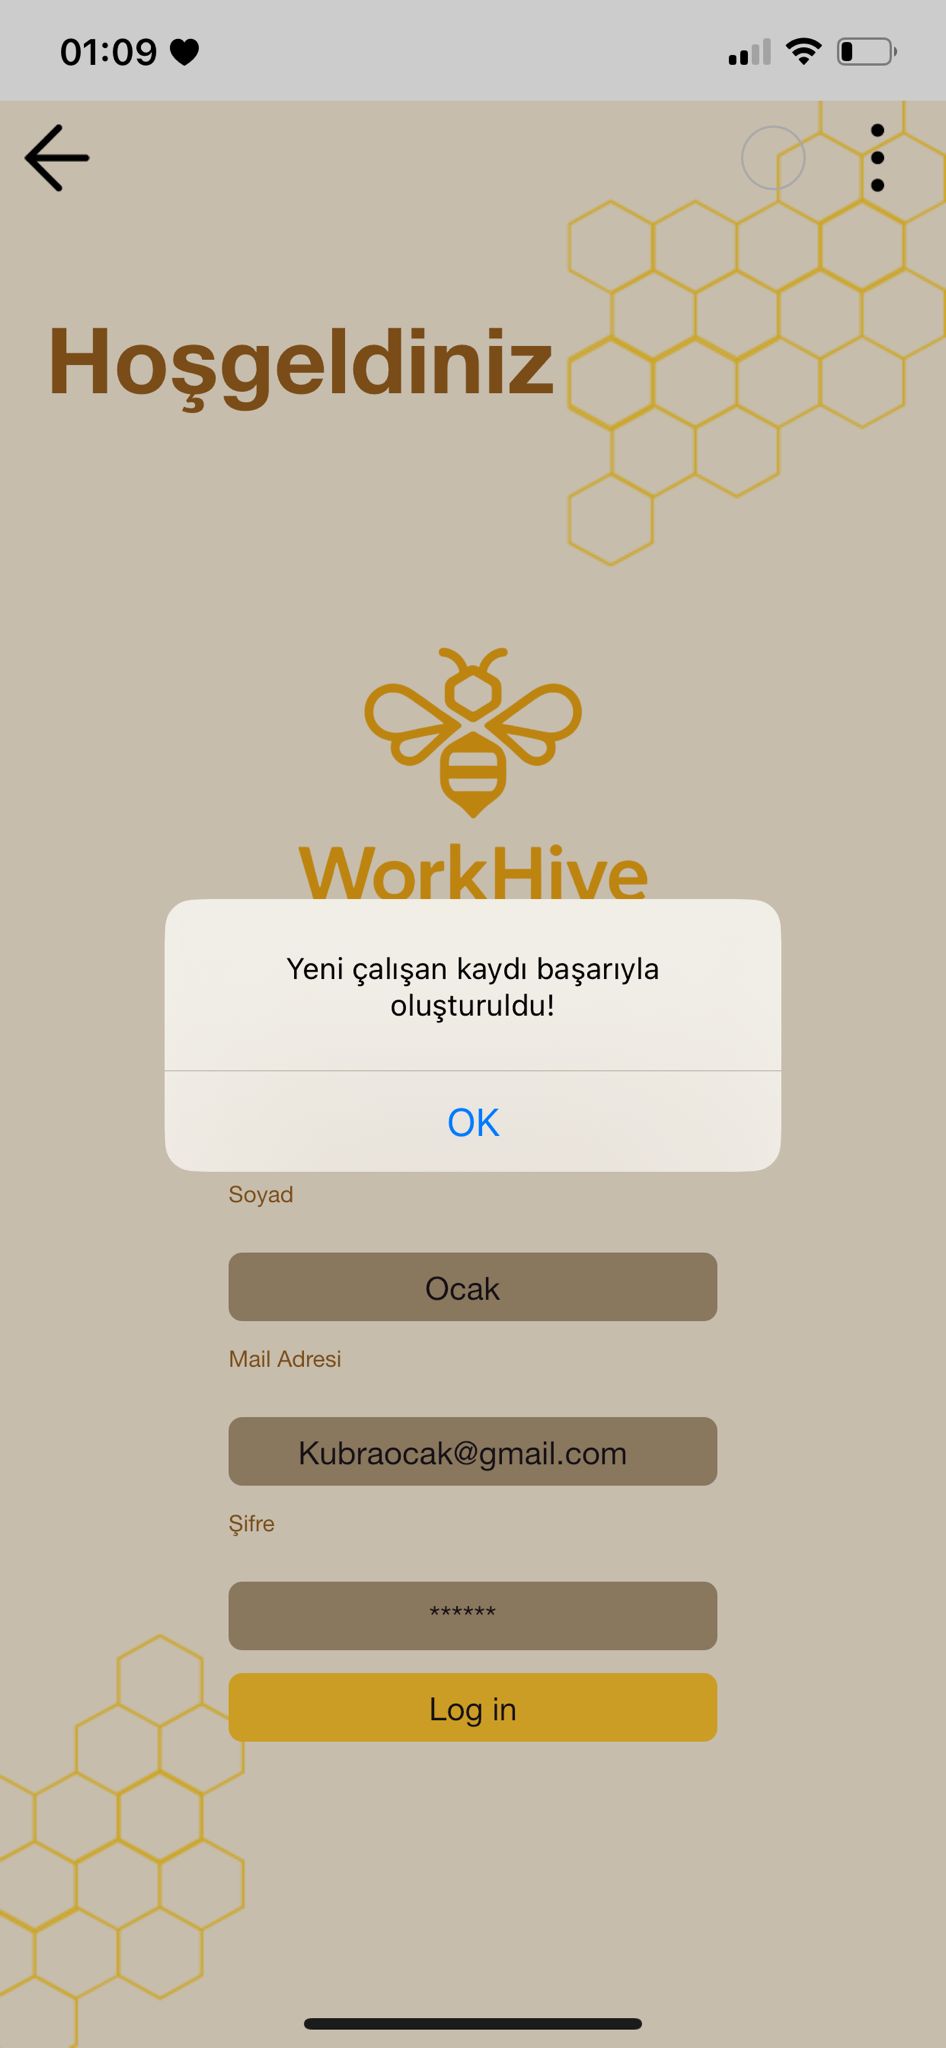 01:09
Hoşgeldiniz
WorkHive
Yeni çalışan kaydı başarıyla
oluşturuldu!
OK
Soyad
Ocak
Mail Adresi
Kubraocak@gmail.com
Şifre
******
Log in